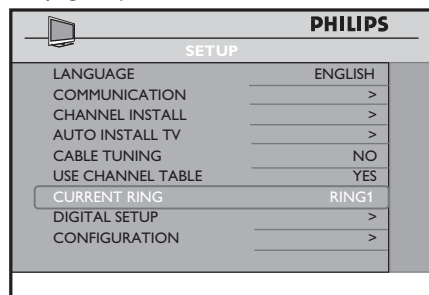 PHILIPS
SETUP
LANGUAGE ENGLISH
COMMUNICATION >
CHANNEL INSTALL >
AUTO INSTALL TV >
CABLE TUNING NO
USE CHANNEL TABLE YES
CURRENT RING RING1
DIGITAL SETUP >
CONFIGURATION >